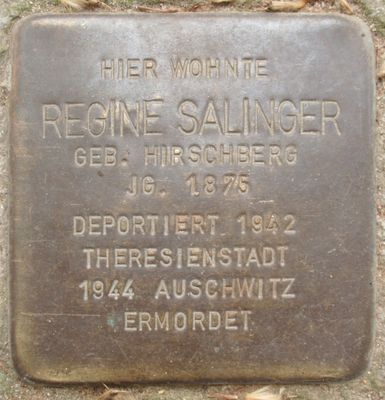 HIER WOHNTE
REGINE SALINGER
GEB. HIRSCHBERG
JG. 1875
DEPORTIERT 1942
THERESIENSTADT
1944 AUSCHWITZ
ERMORDET